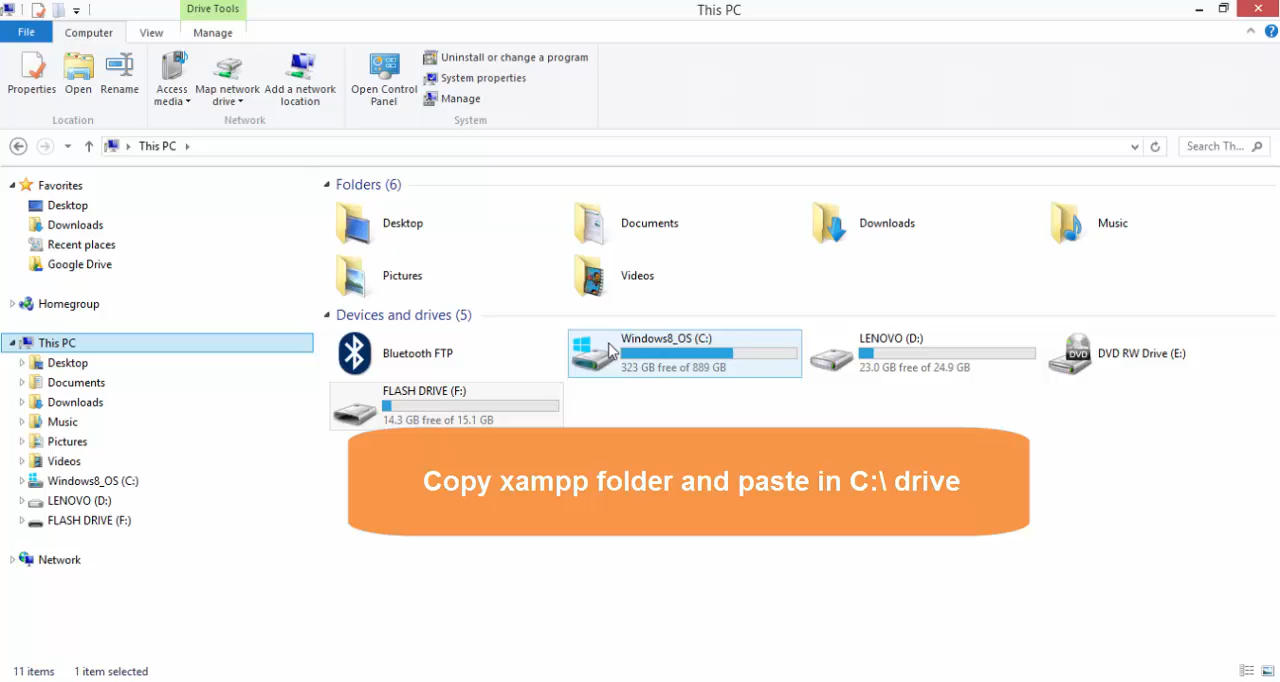 Drive Tools
This PC
File
Computer
View
Manage
Properties
Open
Rename
Access media
Map network drive
Add a network location
Open Control Panel
Uninstall or change a program
System properties
Manage
Location
Network
System
This PC
Search Th...
Favorites
Desktop
Downloads
Recent places
Google Drive
Homegroup
This PC
Desktop
Documents
Downloads
Music
Pictures
Videos
Windows8_OS (C:)
LENOVO (D:)
FLASH DRIVE (F:)
Network
Folders (6)
Desktop
Documents
Downloads
Music
Pictures
Videos
Devices and drives (5)
Bluetooth FTP
Windows8_OS (C:)
323 GB free of 889 GB
LENOVO (D:)
23.0 GB free of 24.9 GB
DVD
DVD RW Drive (E:)
FLASH DRIVE (F:)
14.3 GB free of 15.1 GB
Copy xampp folder and paste in C:\ drive
11 items
1 item selected